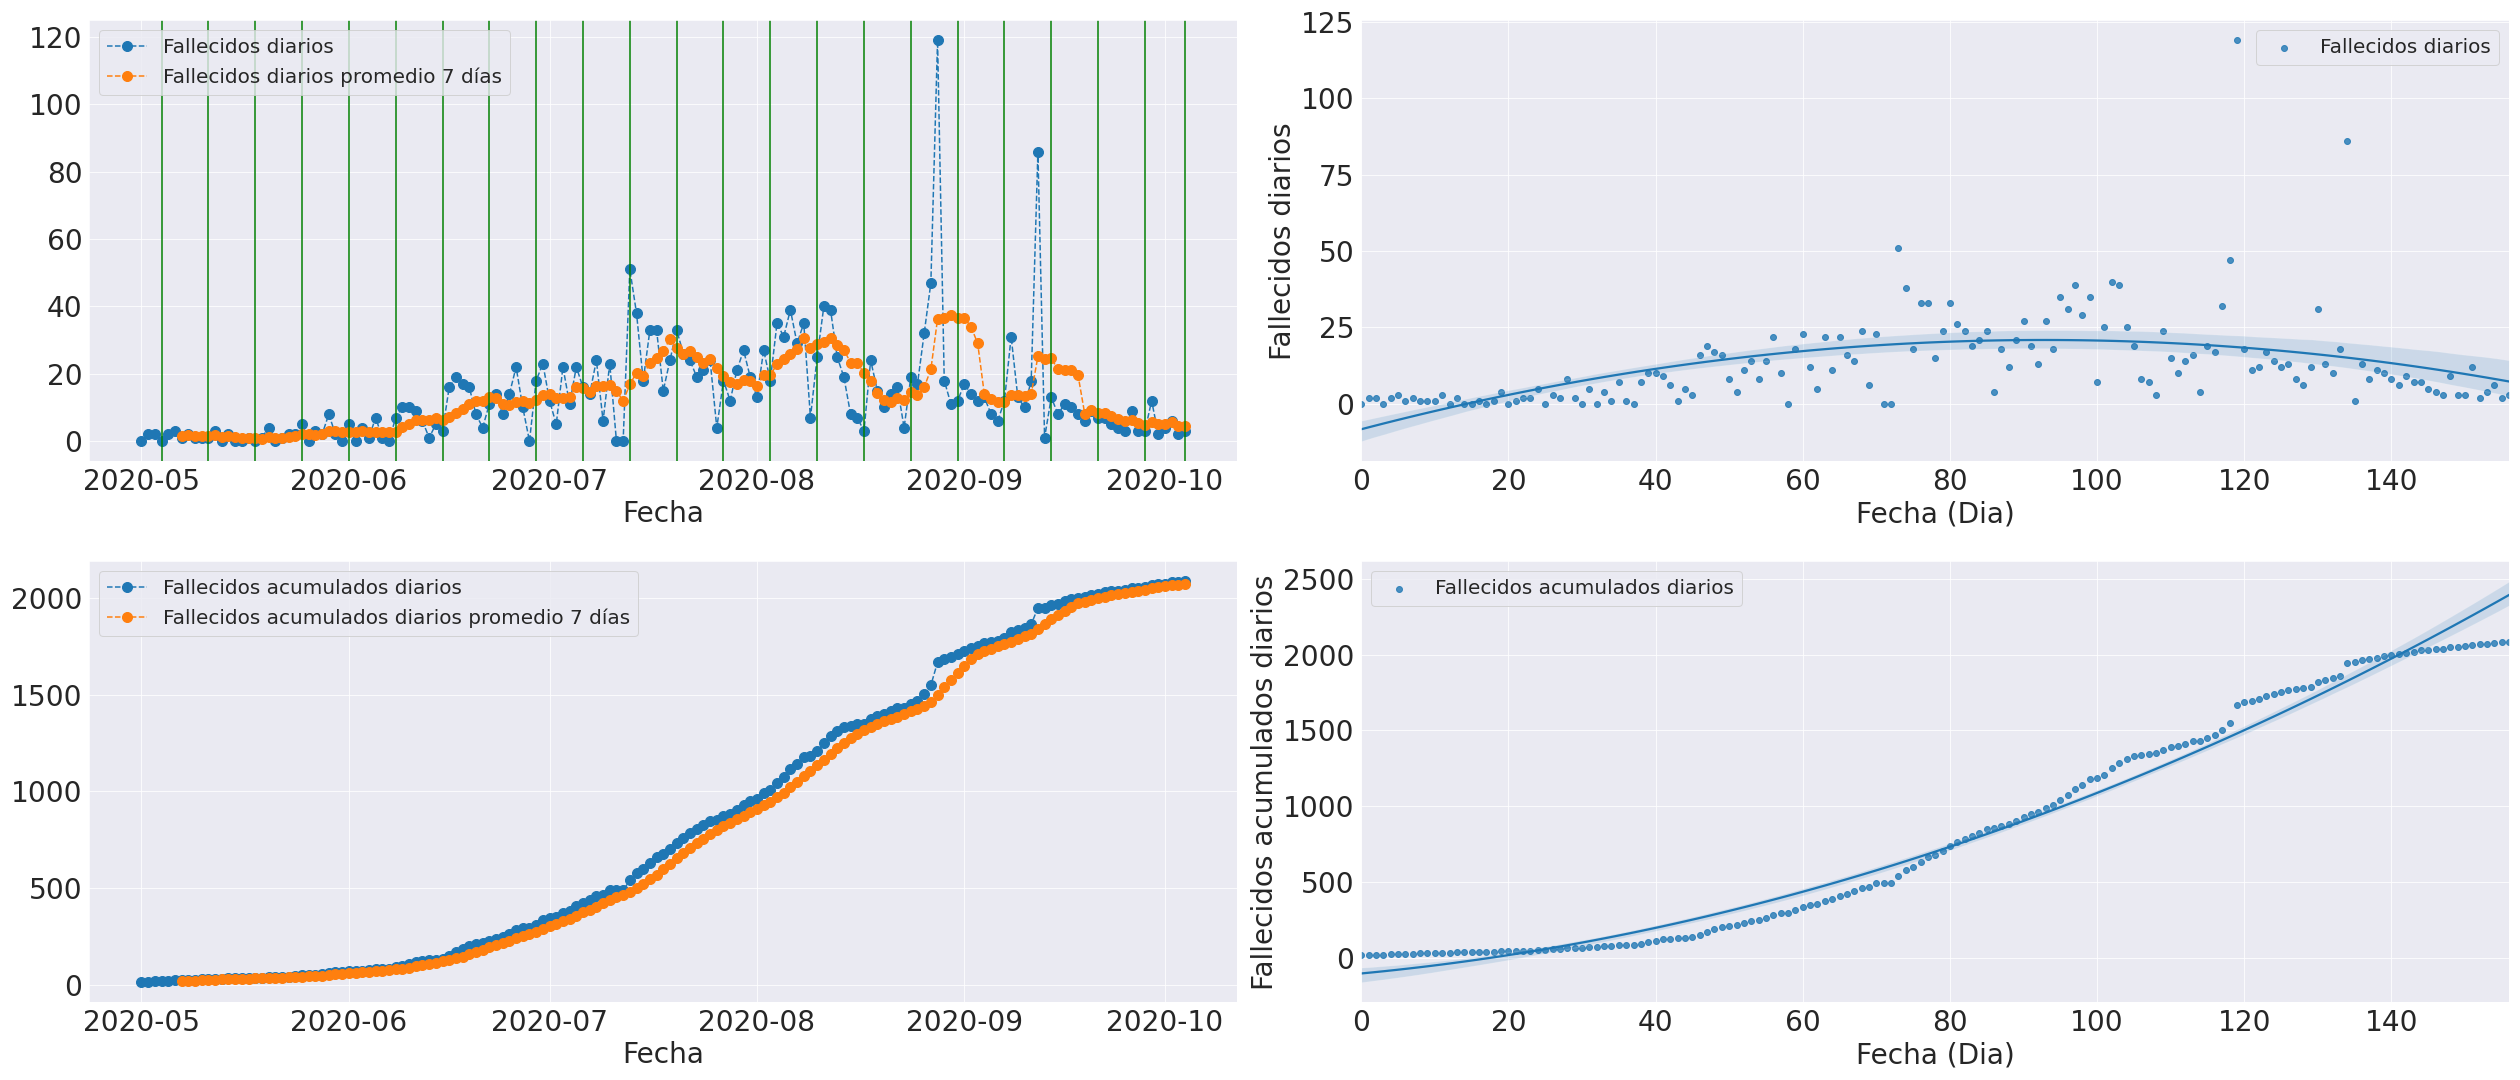 120
100
80
60
40
20
0
Fallecidos diarios
Fallecidos diarios promedio 7 días
2020-05 2020-06 2020-07 2020-08 2020-09 2020-10
Fecha
Fallecidos diarios
125
100
75
50
25
0
Fallecidos diarios
0 20 40 60 80 100 120 140
Fecha (Dia)
2000
1500
1000
500
0
Fallecidos acumulados diarios
Fallecidos acumulados diarios promedio 7 días
2020-05 2020-06 2020-07 2020-08 2020-09 2020-10
Fecha
Fallecidos acumulados diarios
2500
2000
1500
1000
500
0
Fallecidos acumulados diarios
0 20 40 60 80 100 120 140
Fecha (Dia)